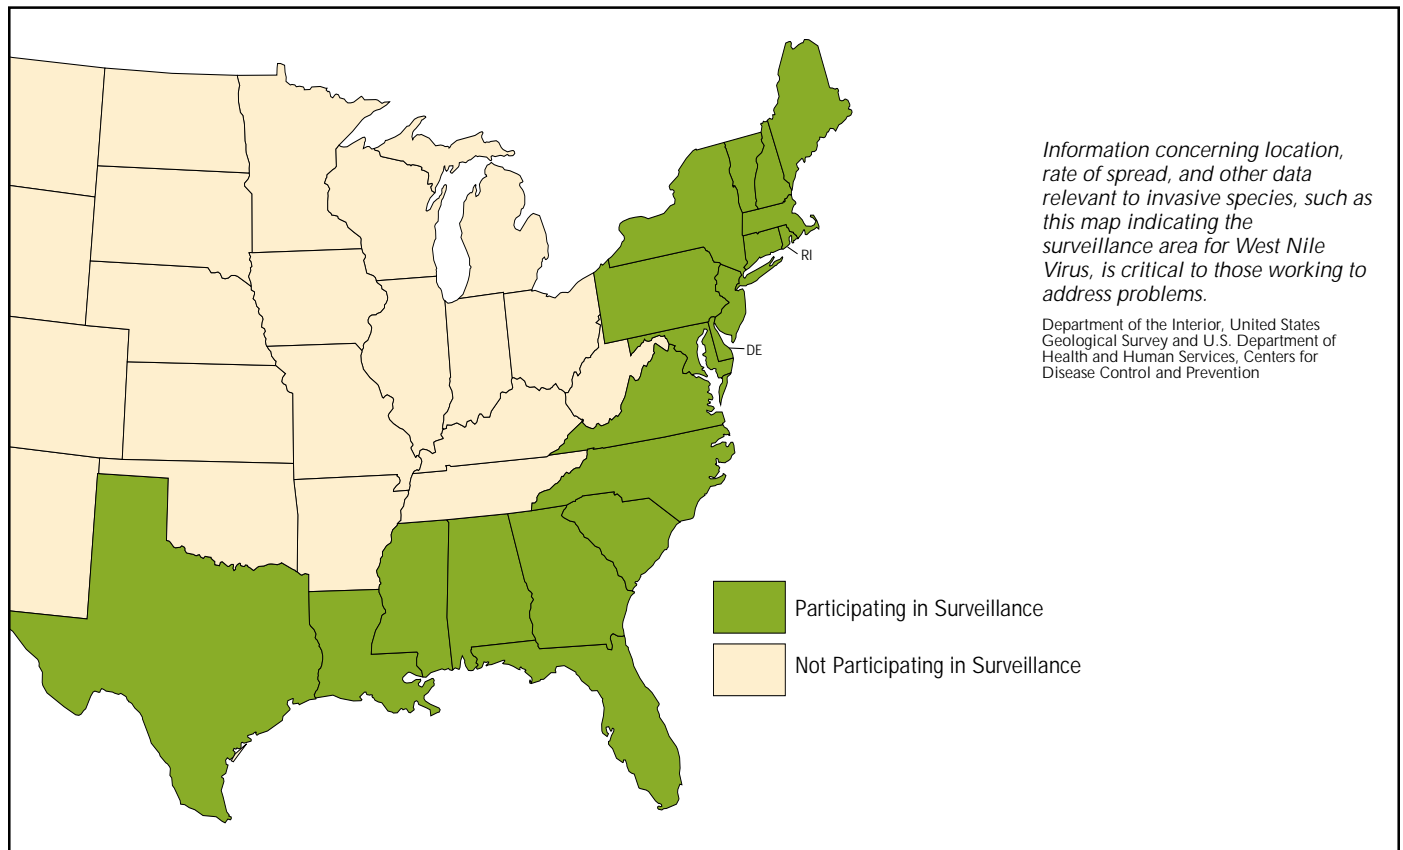 Information concerning location,
rate of spread, and other data
relevant to invasive species, such as
this map indicating the
surveillance area for West Nile
Virus, is critical to those working to
address problems.
Department of the Interior, United States
Geological Survey and U.S. Department of
Health and Human Services, Centers for
Disease Control and Prevention
RI
DE
Participating in Surveillance
Not Participating in Surveillance